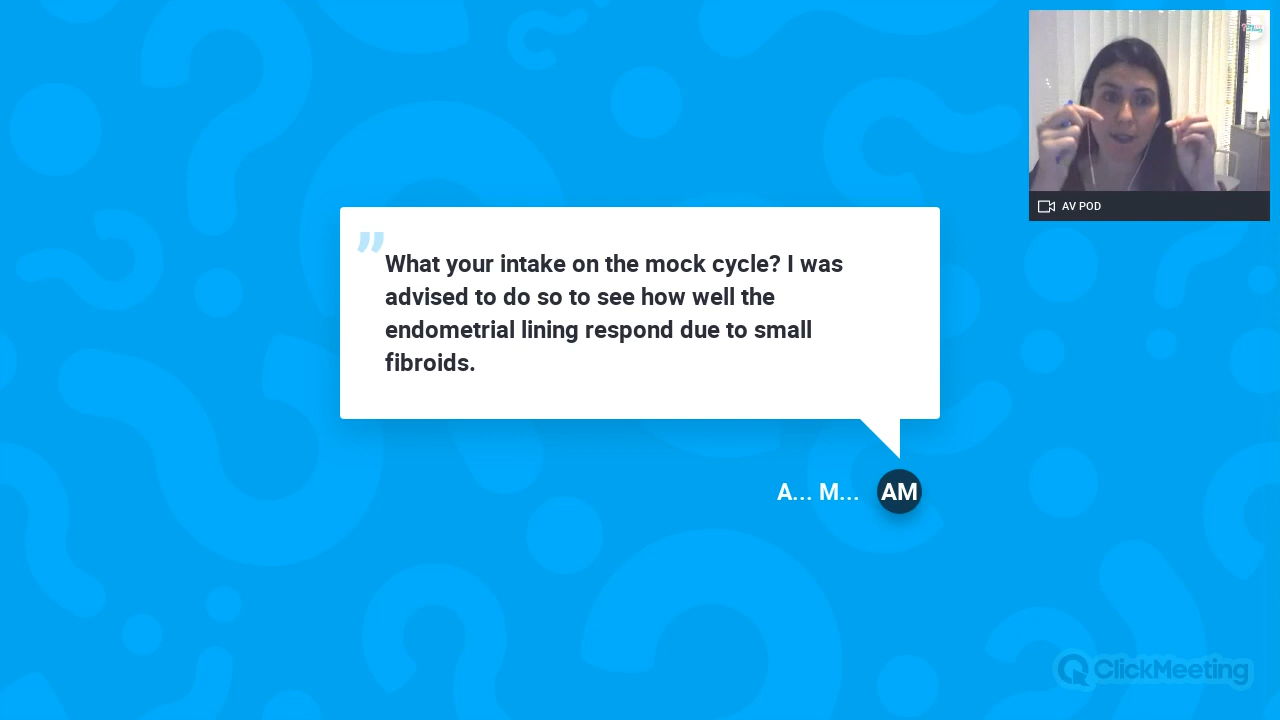 AV POD
What your intake on the mock cycle? I was
advised to do so to see how well the
endometrial lining respond due to small
fibroids.
A... M... AM
ClickMeeting